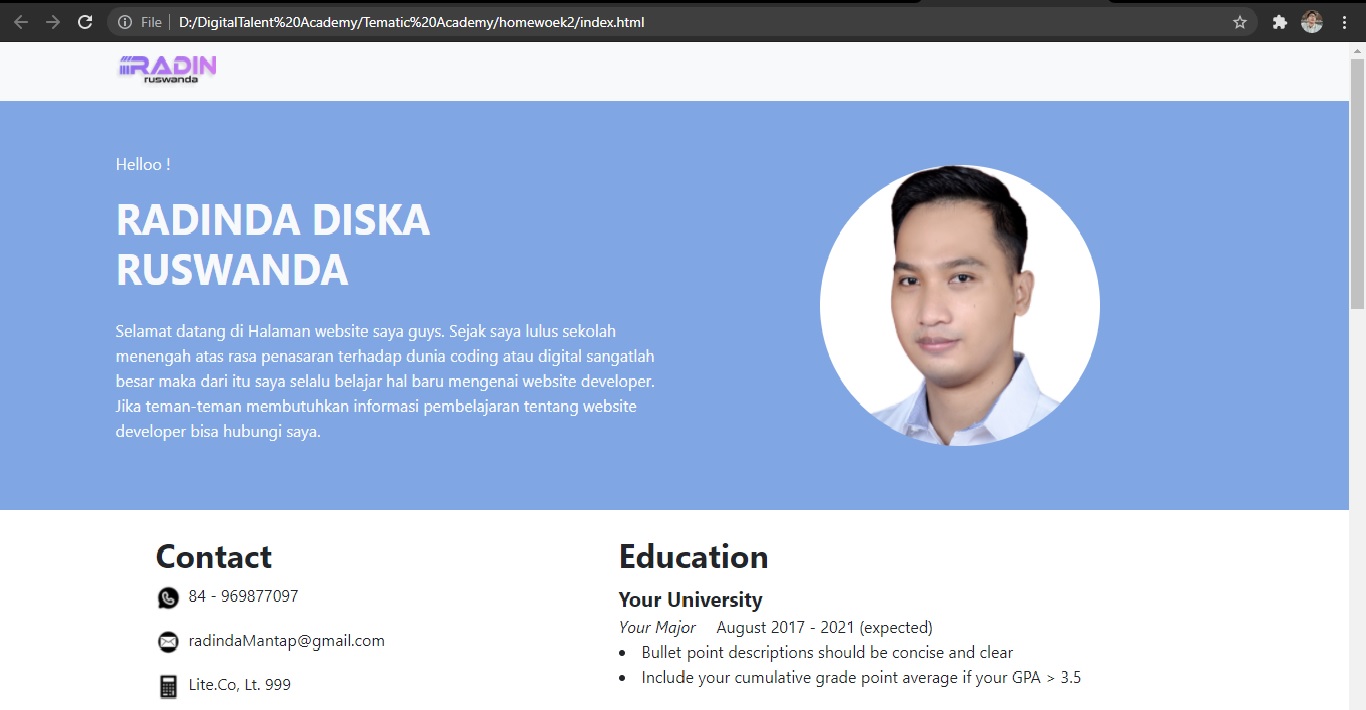 File
D:/DigitalTalent%20Academy/Tematic%20Academy/homewoek2/index.html
RADIN
ruswanda
Helloo !
RADINDA DISKA
RUSWANDA
Selamat datang di Halaman website saya guys. Sejak saya lulus sekolah
menengah atas rasa penasaran terhadap dunia coding atau digital sangatlah
besar maka dari itu saya selalu belajar hal baru mengenai website developer.
Jika teman-teman membutuhkan informasi pembelajaran tentang website
developer bisa hubungi saya.
Contact
84 - 969877097
radindaMantap@gmail.com
Lite.Co, Lt. 999
Education
Your University
Your Major August 2017 - 2021 (expected)
• Bullet point descriptions should be concise and clear
• Include your cumulative grade point average if your GPA > 3.5